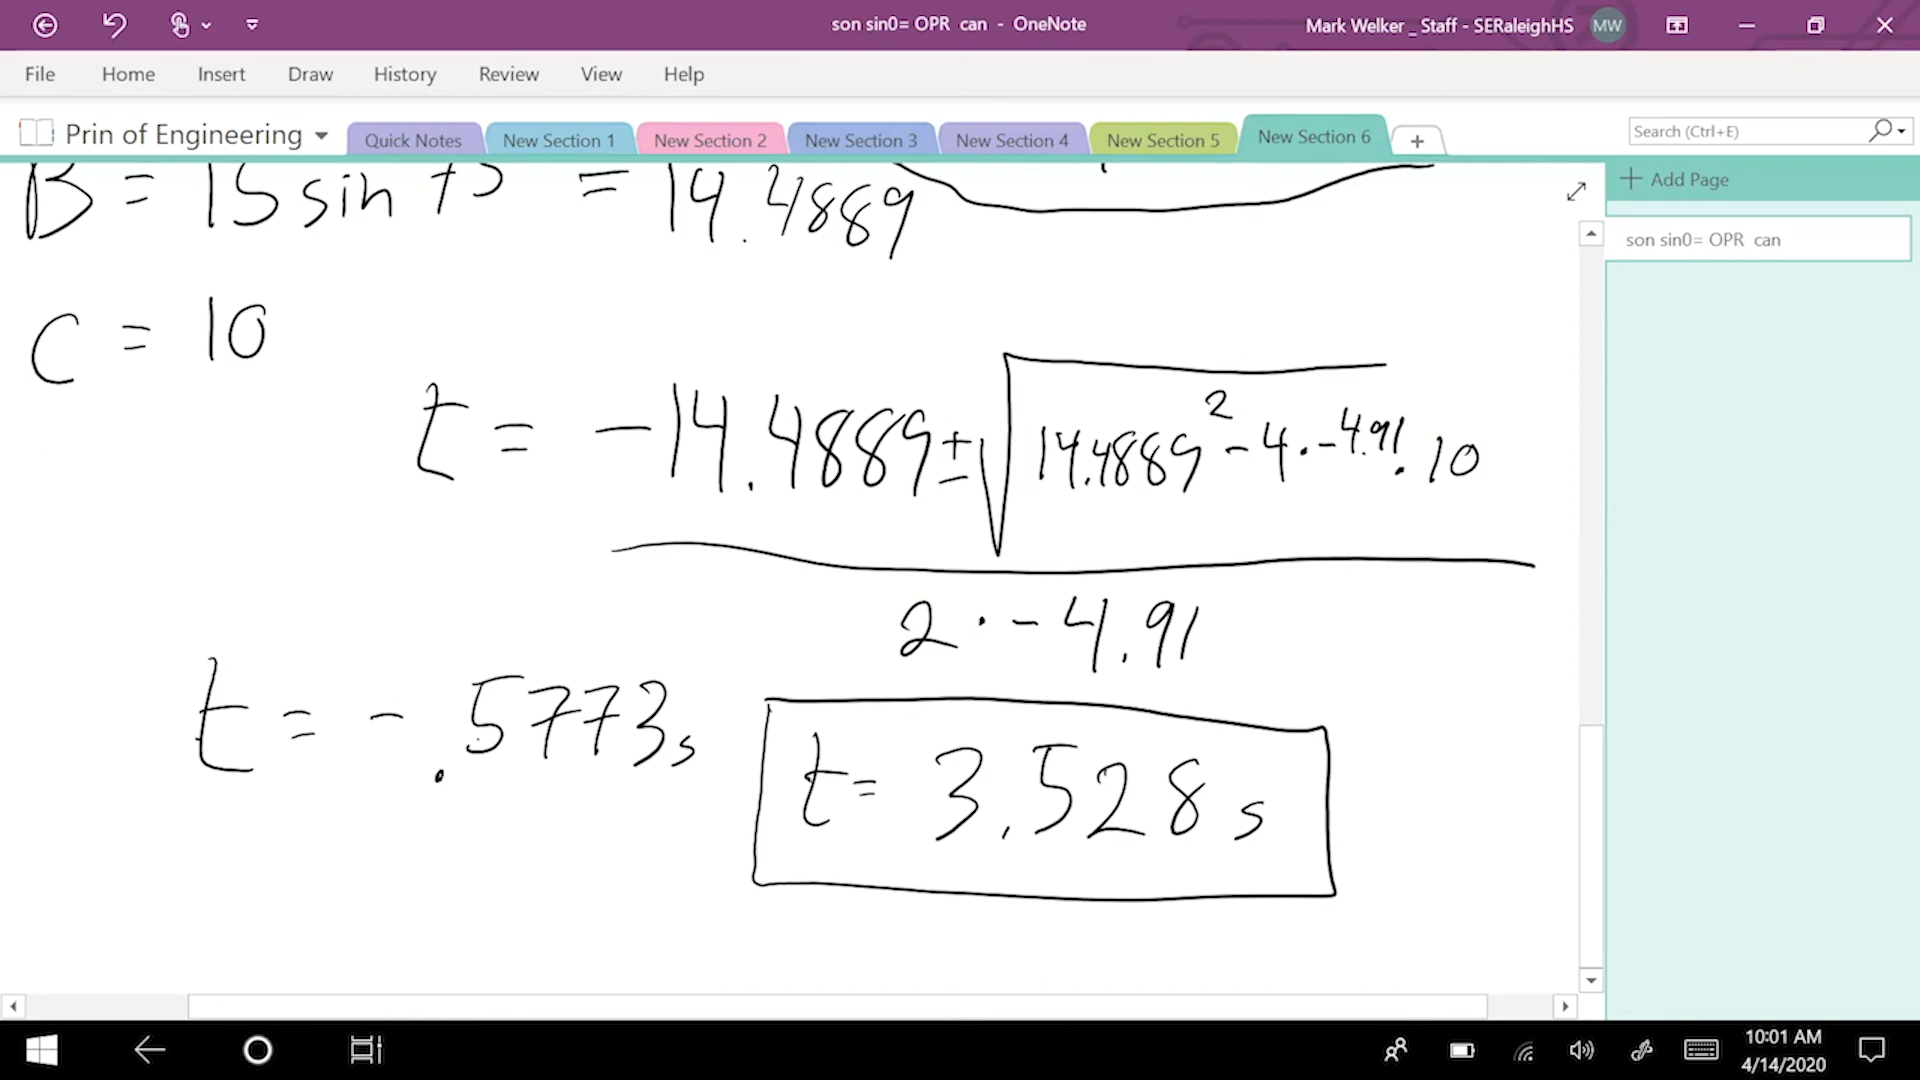 son sin0= OPR can - OneNote
Mark Welker _ Staff - SERaleighHS
MW
File Home Insert Draw History Review View Help
Prin of Engineering
Quick Notes
New Section 1
New Section 2
New Section 3
New Section 4
New Section 5
New Section 6
+
Search (Ctrl+E)
Add Page
son sin0= OPR can
B = 15 sin 75 = 14.4889
C = 10
t = -14.4889 ± √14.4889² - 4 · -4.91 · 10
2 · - 4.91
t = - .5773 s
t = 3.528 s
10:01 AM
4/14/2020